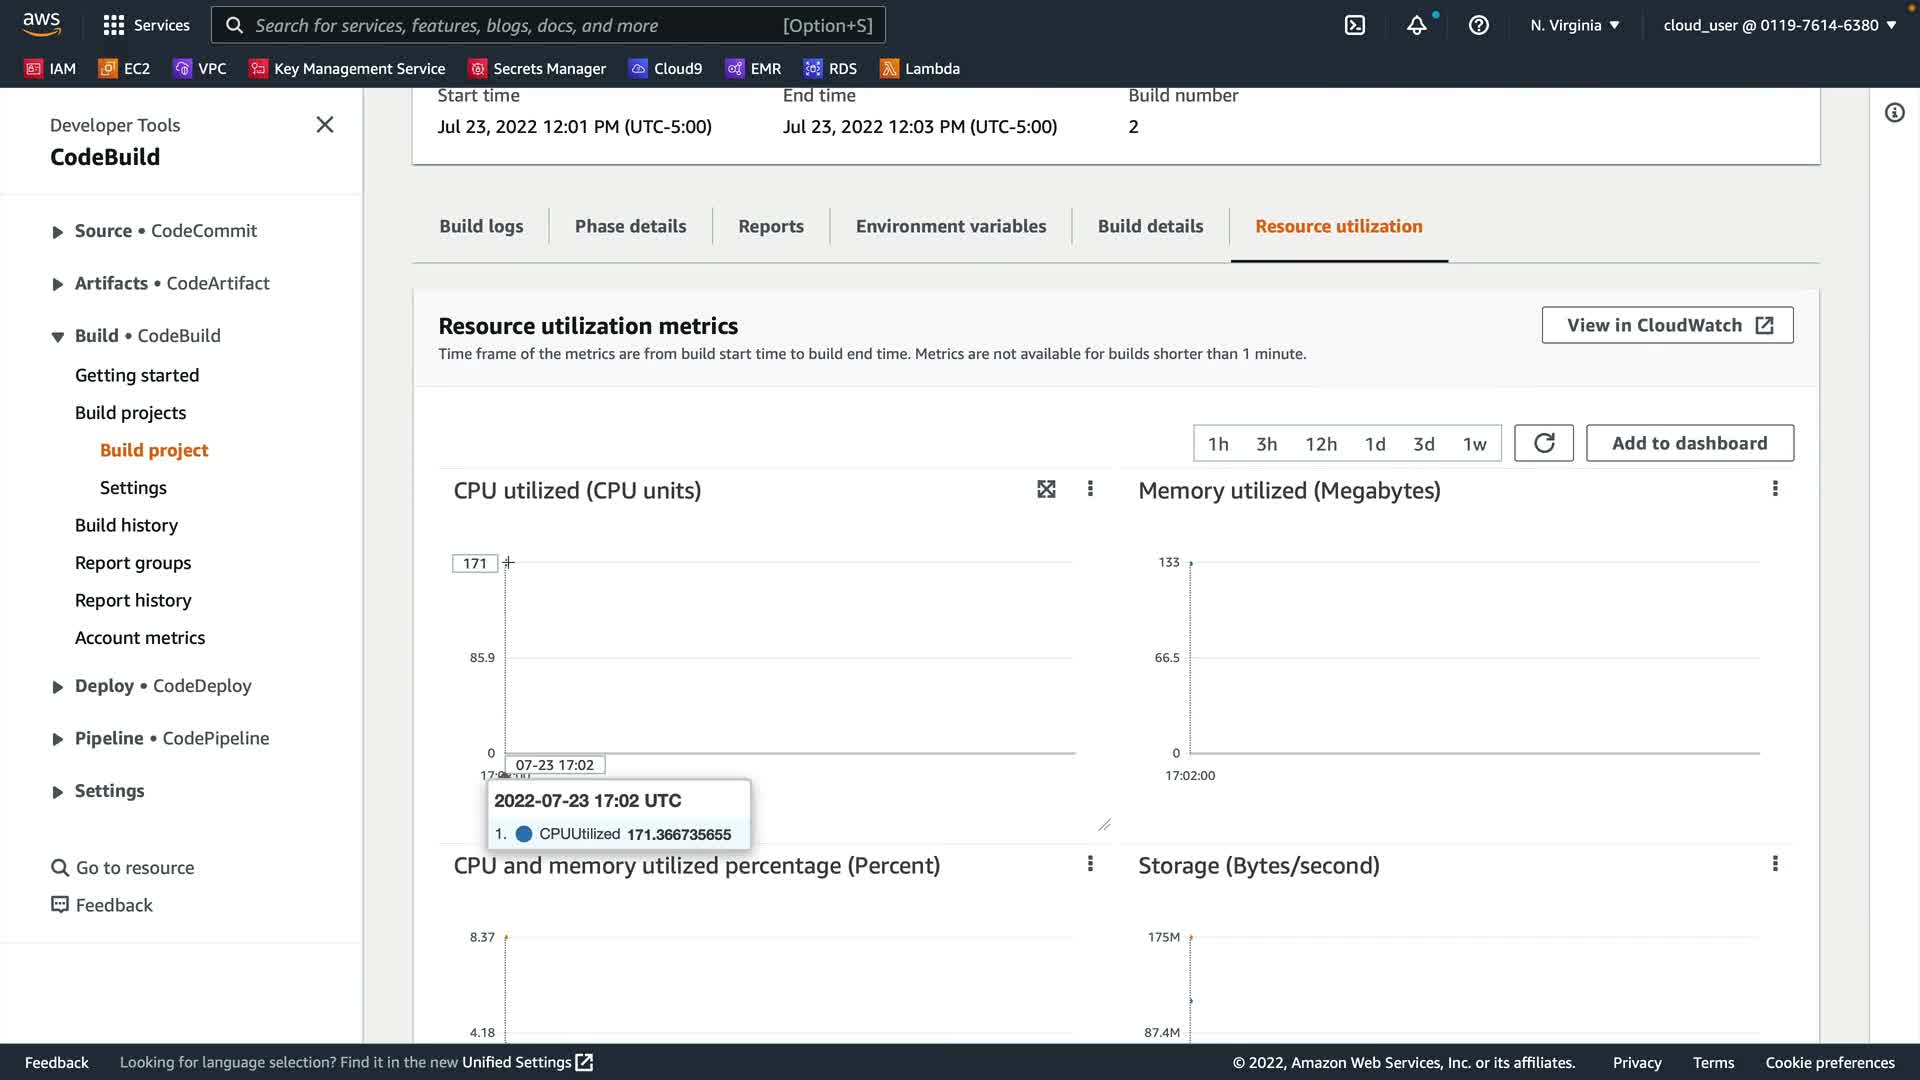 aws
Services
Search for services, features, blogs, docs, and more
[Option+S]
N. Virginia
cloud_user @ 0119-7614-6380
IAM
EC2
VPC
Key Management Service
Secrets Manager
Cloud9
EMR
RDS
Lambda
Developer Tools
CodeBuild
Source • CodeCommit
Artifacts • CodeArtifact
Build • CodeBuild
Getting started
Build projects
Build project
Settings
Build history
Report groups
Report history
Account metrics
Deploy • CodeDeploy
Pipeline • CodePipeline
Settings
Go to resource
Feedback
Start time
Jul 23, 2022 12:01 PM (UTC-5:00)
End time
Jul 23, 2022 12:03 PM (UTC-5:00)
Build number
2
Build logs
Phase details
Reports
Environment variables
Build details
Resource utilization
Resource utilization metrics
Time frame of the metrics are from build start time to build end time. Metrics are not available for builds shorter than 1 minute.
View in CloudWatch
1h 3h 12h 1d 3d 1w
Add to dashboard
CPU utilized (CPU units)
171
85.9
0
07-23 17:02
2022-07-23 17:02 UTC
1. CPUUtilized 171.366735655
Memory utilized (Megabytes)
133
66.5
0
17:02:00
CPU and memory utilized percentage (Percent)
8.37
4.18
Storage (Bytes/second)
175M
87.4M
Feedback
Looking for language selection? Find it in the new Unified Settings
© 2022, Amazon Web Services, Inc. or its affiliates.
Privacy
Terms
Cookie preferences